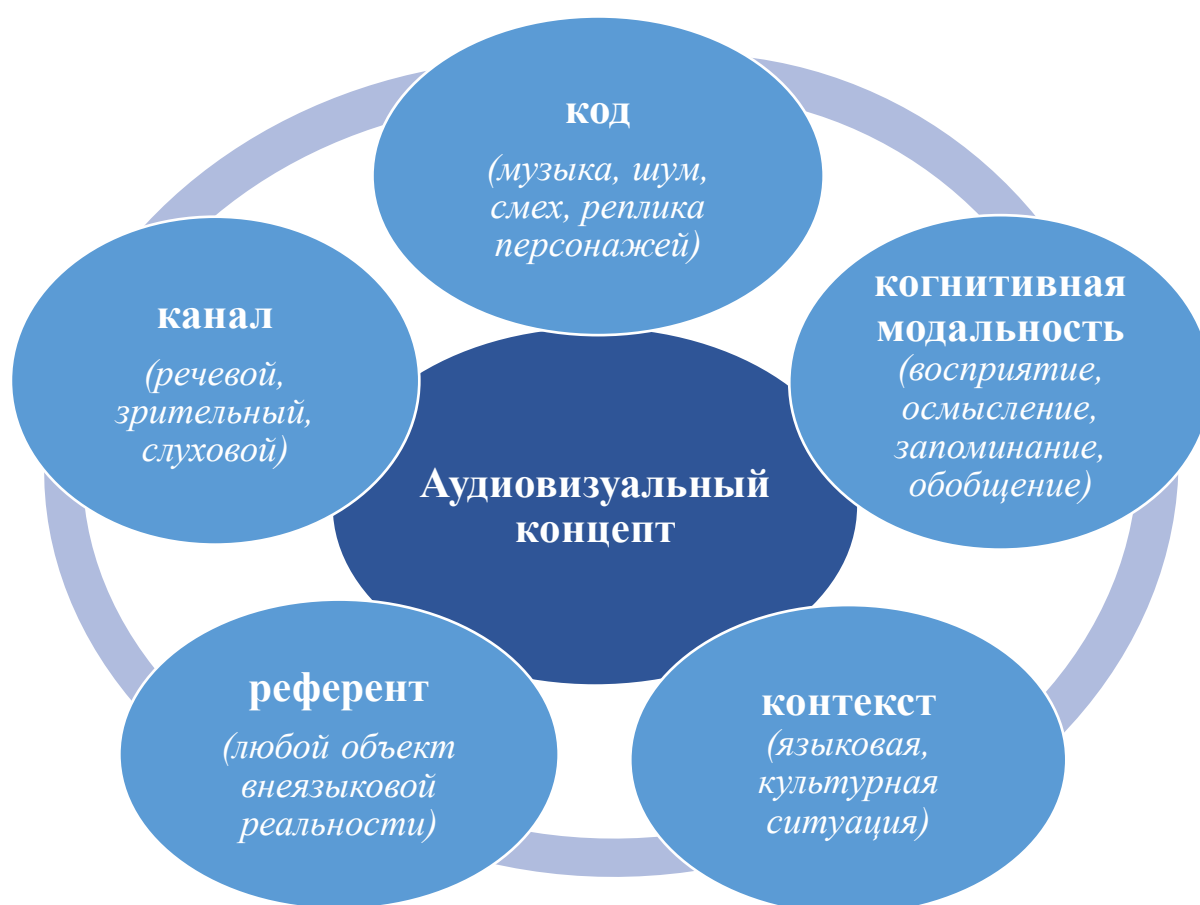 код
(музыка, шум,
смех, реплика
персонажей)
когнитивная
модальность
(восприятие,
осмысление,
запоминание,
обобщение)
канал
(речевой,
зрительный,
слуховой)
Аудиовизуальный
концепт
референт
(любой объект
внеязыковой
реальности)
контекст
(языковая,
культурная
ситуация)